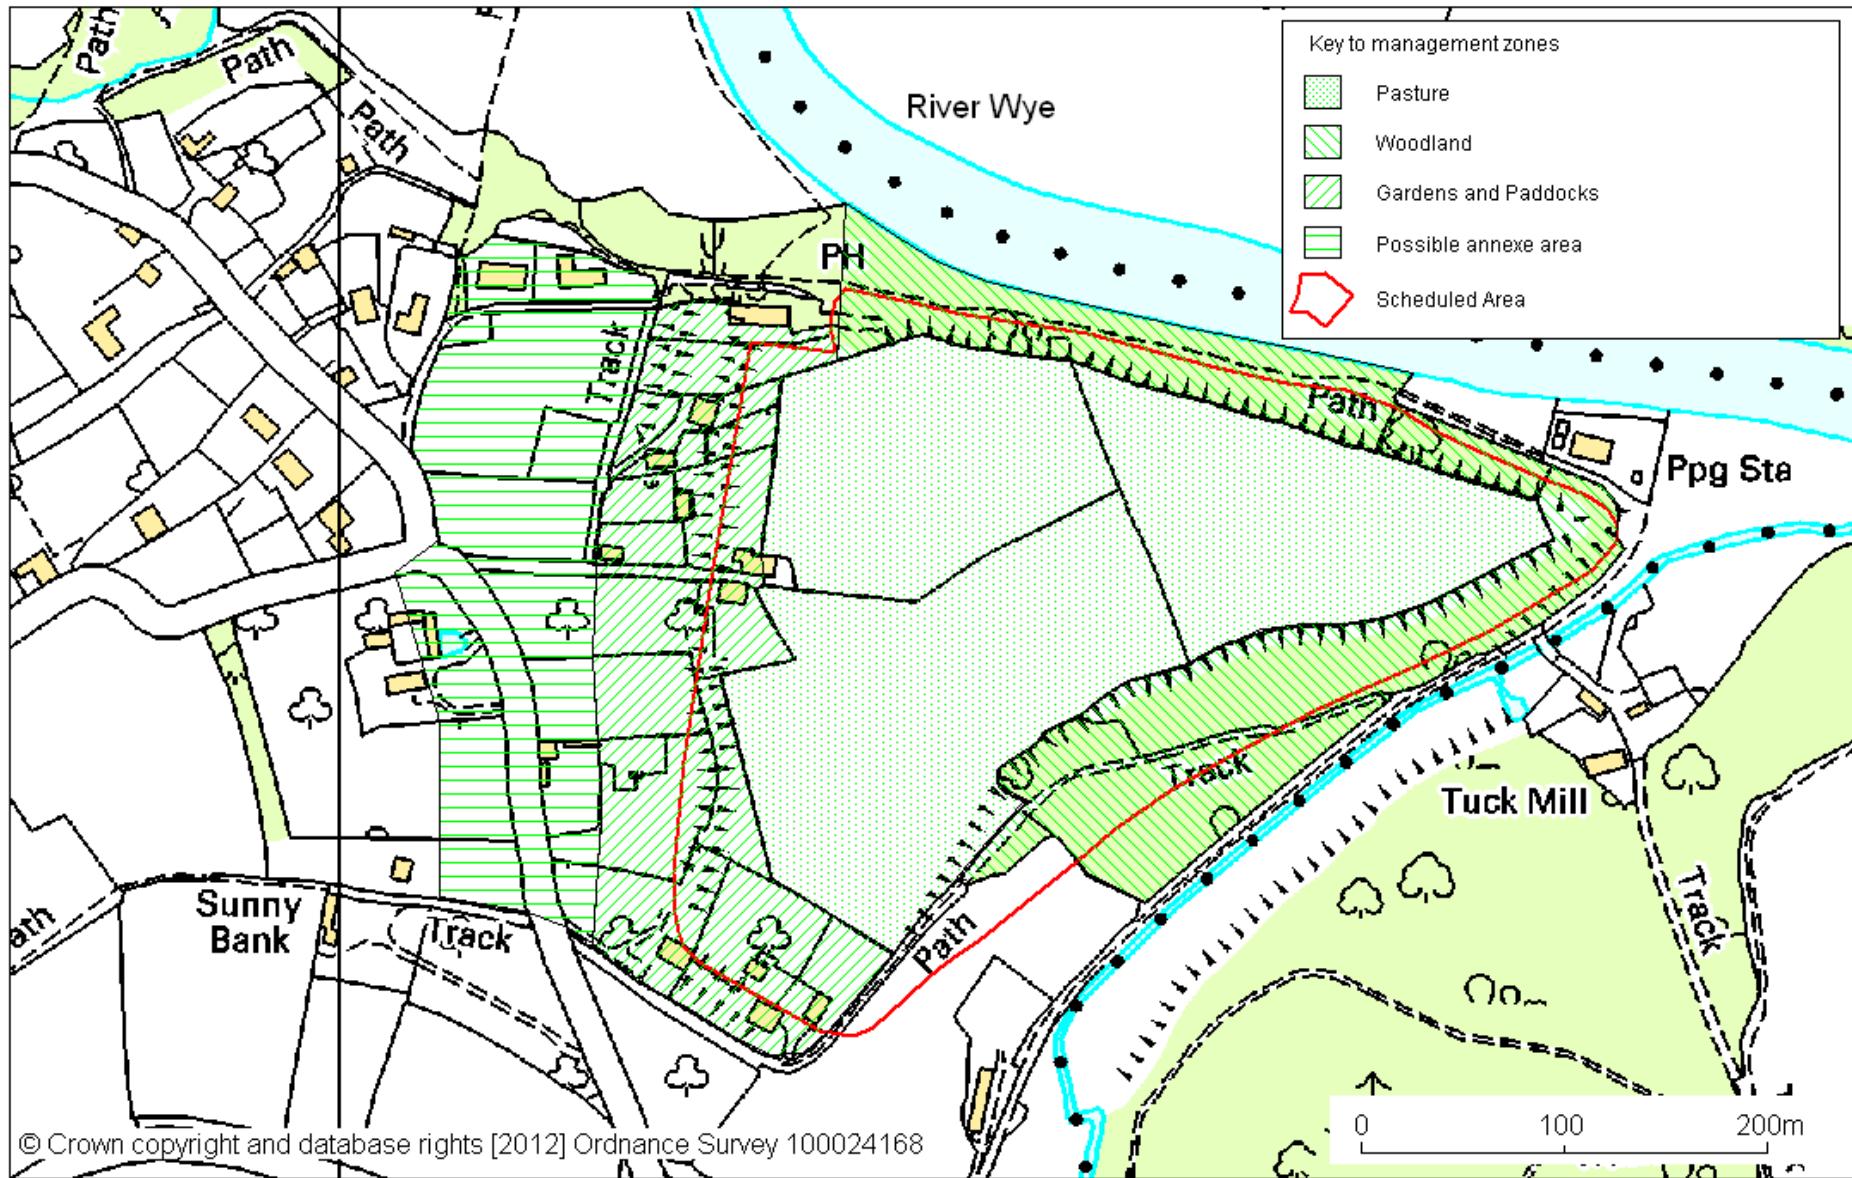 Path
Path
Path
River Wye
Key to management zones
Pasture
Woodland
Gardens and Paddocks
Possible annexe area
Scheduled Area
PH
Track
Path
Ppg Sta
Track
Tuck Mill
Track
Sunny
Bank
Track
Path
ath
0 100 200m
© Crown copyright and database rights [2012] Ordnance Survey 100024168